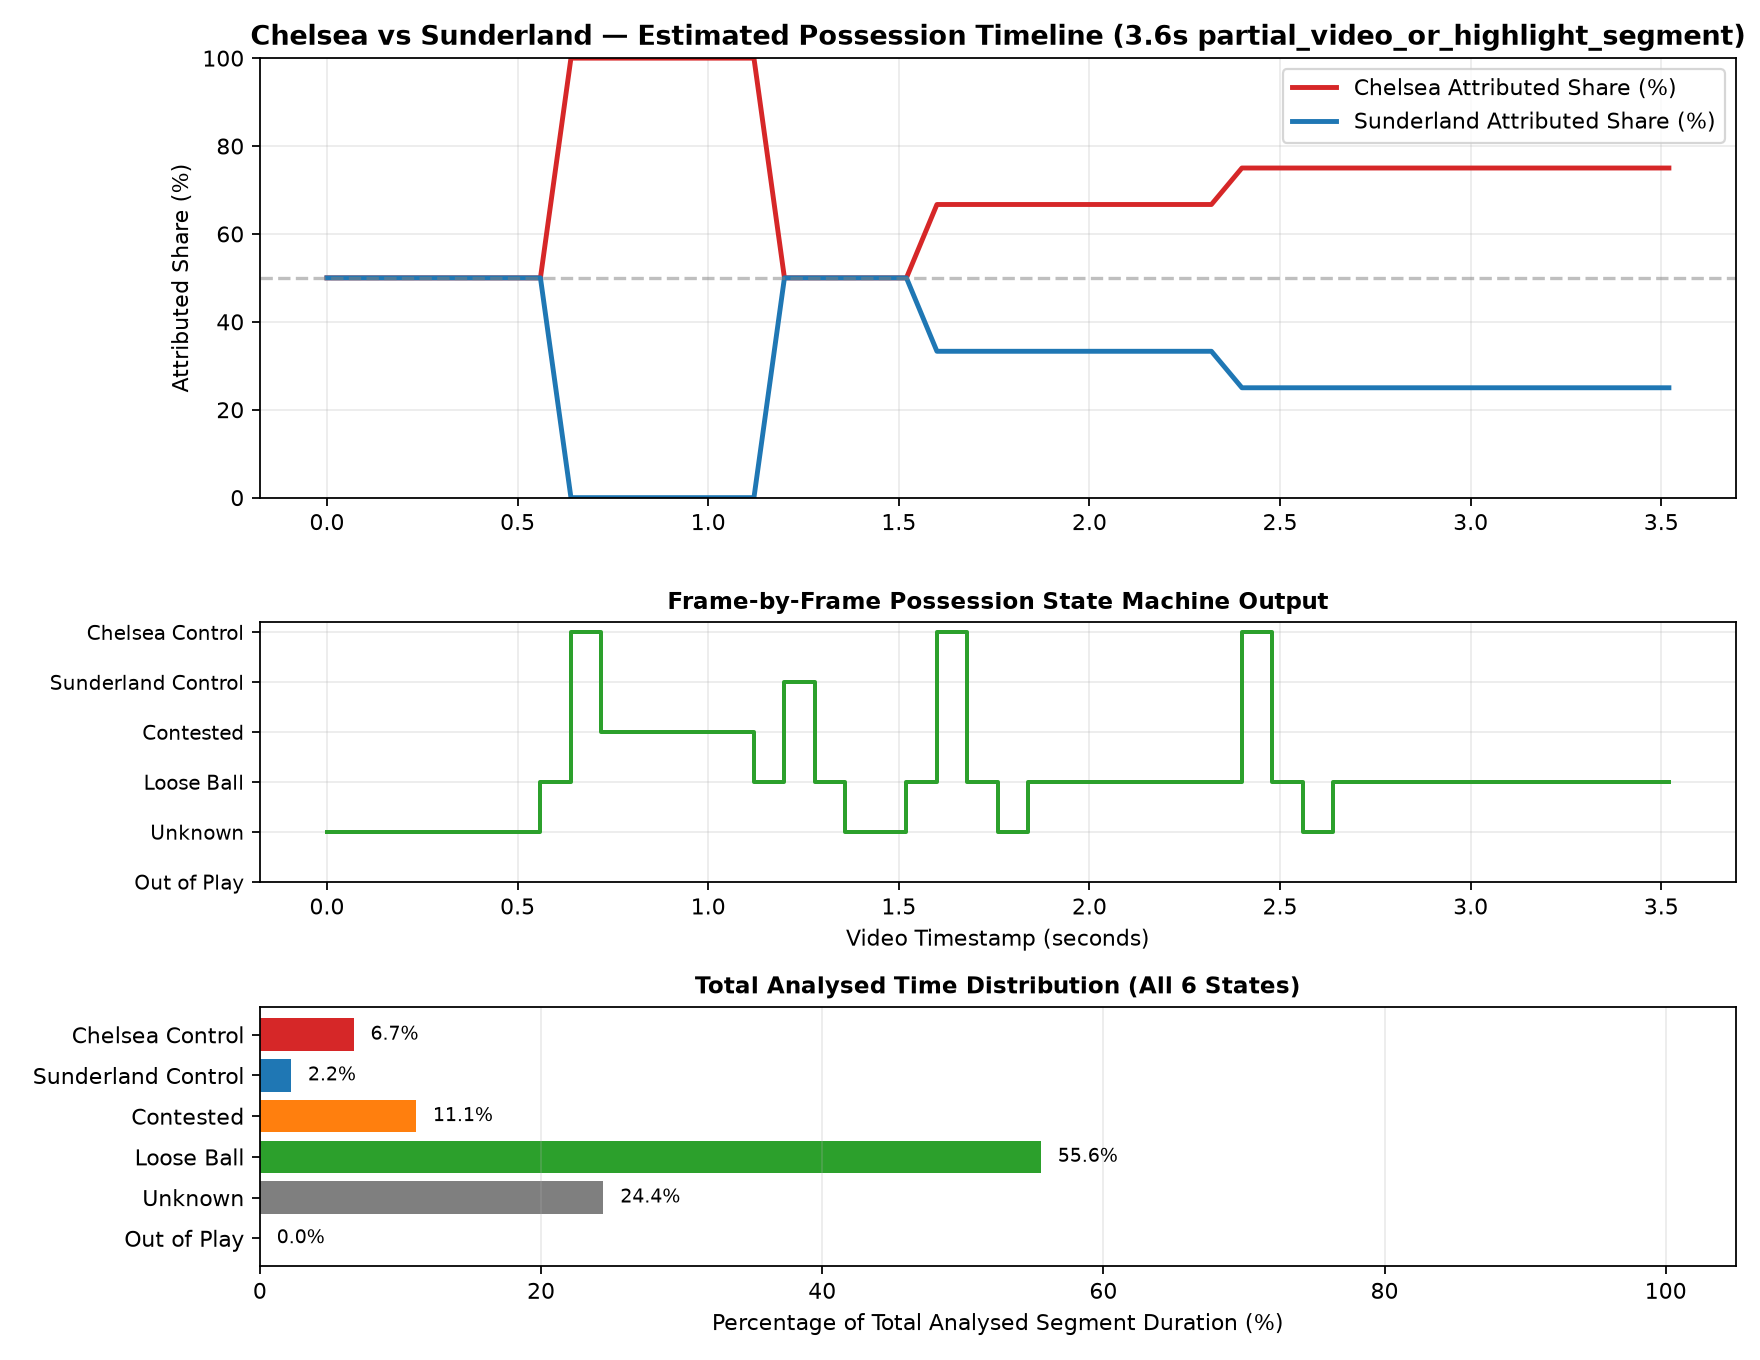 Chelsea vs Sunderland — Estimated Possession Timeline (3.6s partial_video_or_highlight_segment)
Attributed Share (%)
100
80
60
40
20
0
Chelsea Attributed Share (%)
Sunderland Attributed Share (%)
0.0 0.5 1.0 1.5 2.0 2.5 3.0 3.5
Frame-by-Frame Possession State Machine Output
Chelsea Control
Sunderland Control
Contested
Loose Ball
Unknown
Out of Play
0.0 0.5 1.0 1.5 2.0 2.5 3.0 3.5
Video Timestamp (seconds)
Total Analysed Time Distribution (All 6 States)
Chelsea Control 6.7%
Sunderland Control 2.2%
Contested 11.1%
Loose Ball 55.6%
Unknown 24.4%
Out of Play 0.0%
0 20 40 60 80 100
Percentage of Total Analysed Segment Duration (%)